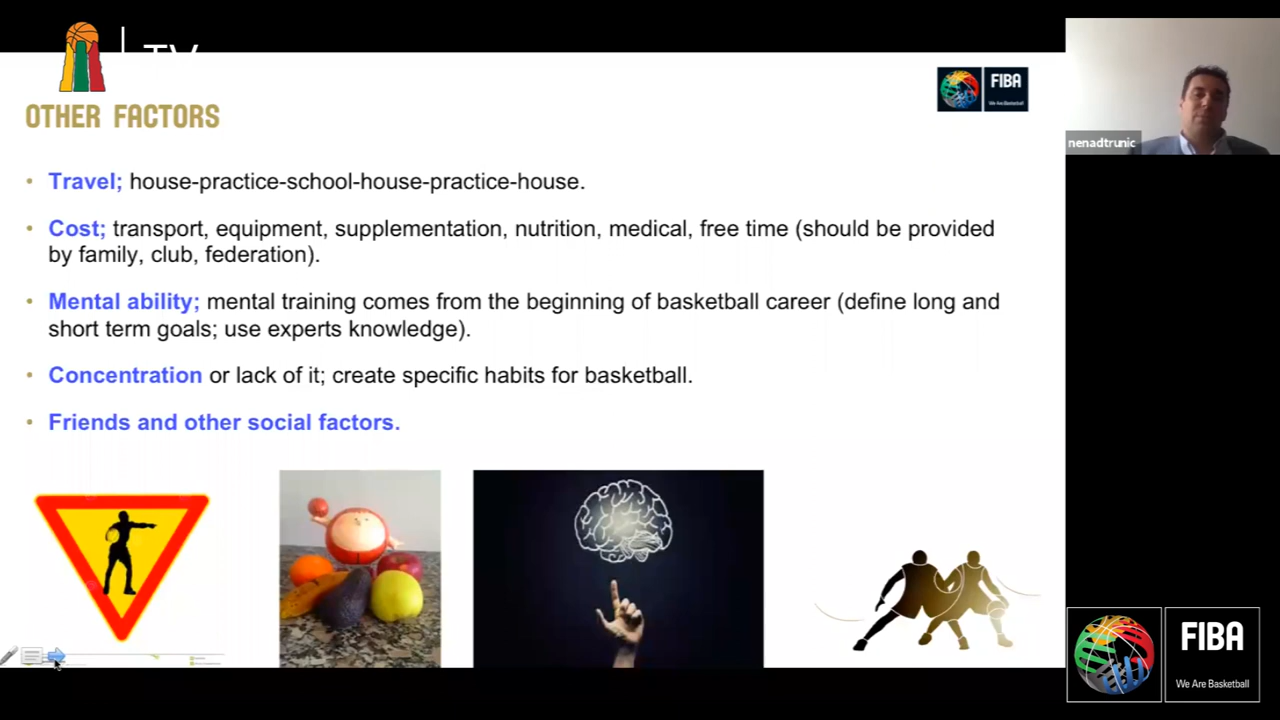 TV
FIBA
We Are Basketball
OTHER FACTORS
nenadtrunic
• Travel; house-practice-school-house-practice-house.
• Cost; transport, equipment, supplementation, nutrition, medical, free time (should be provided
by family, club, federation).
• Mental ability; mental training comes from the beginning of basketball career (define long and
short term goals; use experts knowledge).
• Concentration or lack of it; create specific habits for basketball.
• Friends and other social factors.
FIBA
We Are Basketball